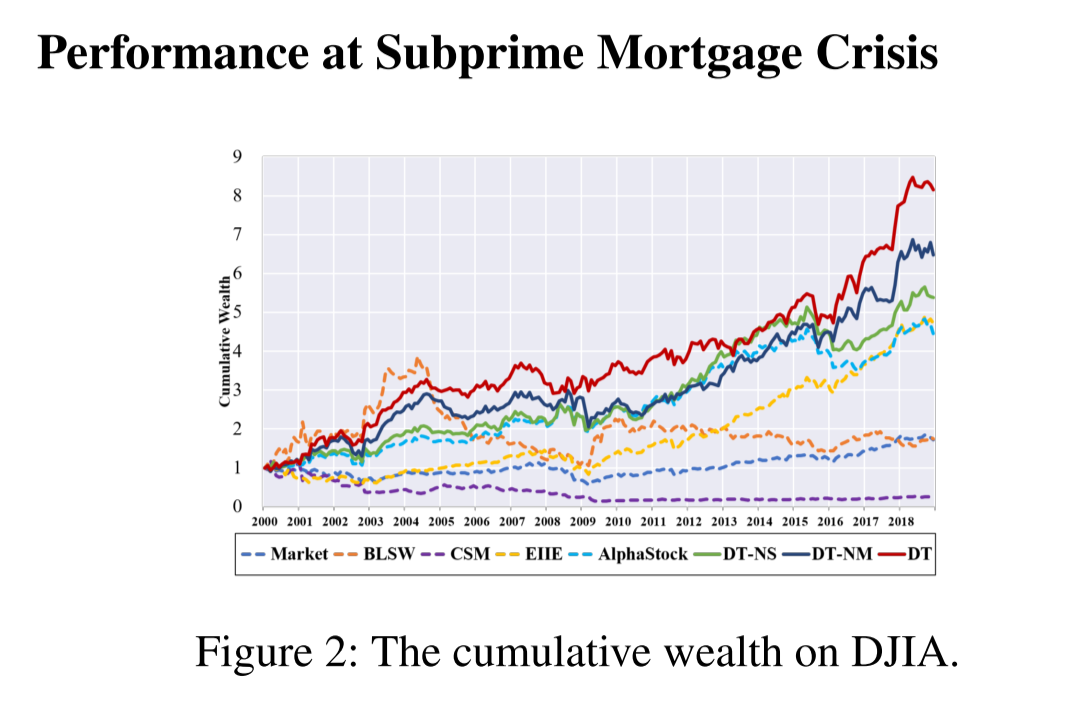 Performance at Subprime Mortgage Crisis
9
8
7
6
5
4
3
2
1
0
Cumulative Wealth
2000 2001 2002 2003 2004 2005 2006 2007 2008 2009 2010 2011 2012 2013 2014 2015 2016 2017 2018
Market BLSW CSM EIIE AlphaStock DT-NS DT-NM DT
Figure 2: The cumulative wealth on DJIA.